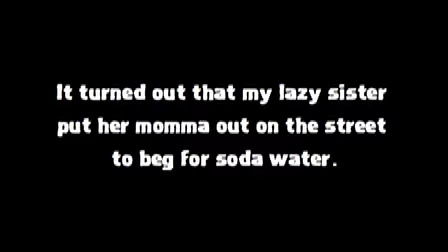 It turned out that my lazy sister
put her momma out on the street
to beg for soda water.